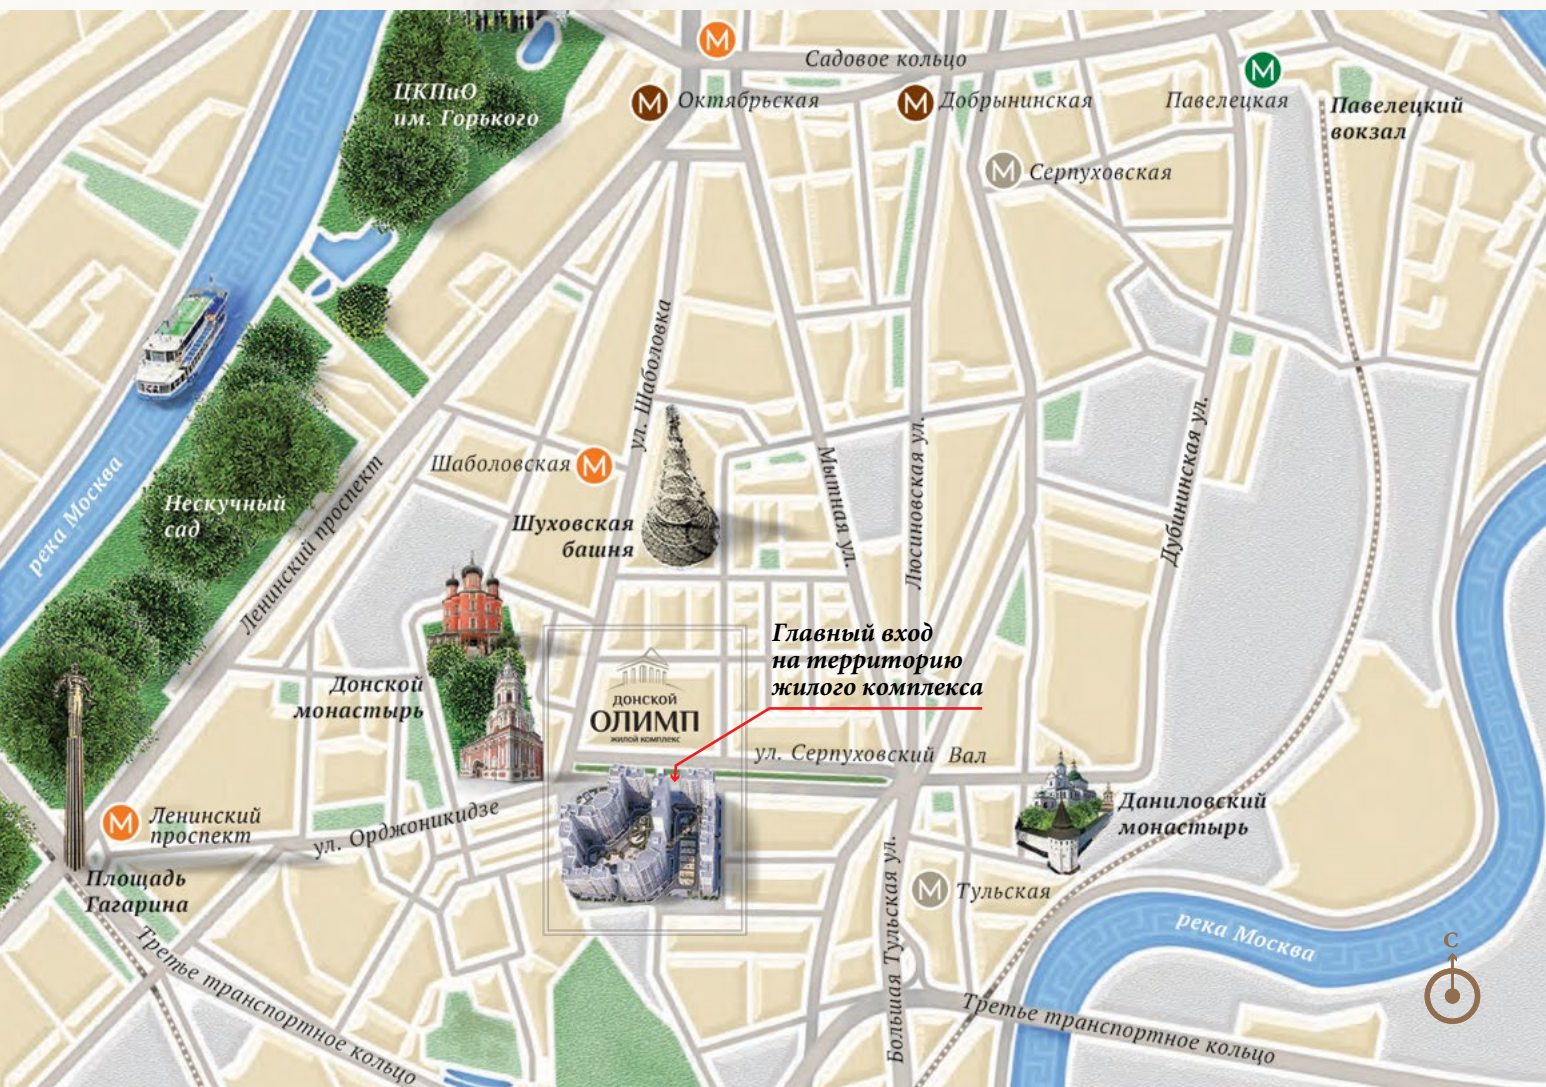 М
Садовое кольцо
М
М
Октябрьская
М
Добрынинская
Павелецкая
Павелецкий
вокзал
ЦКПиО
им. Горького
М
Серпуховская
ул. Шаболовка
Шаболовская
М
Шуховская
башня
Мытная ул.
Люсиновская ул.
Дубининская ул.
река Москва
Нескучный
сад
Ленинский проспект
Главный вход
на территорию
жилого комплекса
Донской
монастырь
ДОНСКОЙ
ОЛИМП
ЖИЛОЙ КОМПЛЕКС
ул. Серпуховский Вал
М
Ленинский
проспект
ул. Орджоникидзе
Даниловский
монастырь
Площадь
Гагарина
М
Тульская
Большая Тульская ул.
река Москва
С
Третье транспортное кольцо
Третье транспортное кольцо